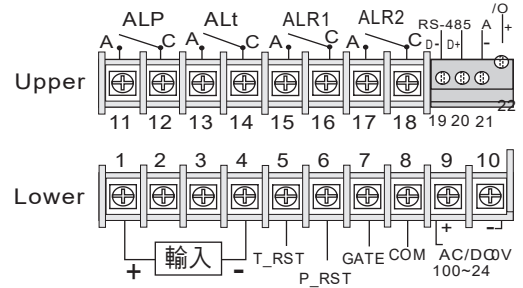 /O
ALP ALt ALR1 ALR2 RS-485 A +
A C A C A C A C D- D+ -
Upper
11 12 13 14 15 16 17 18 19 20 21 22
1 2 3 4 5 6 7 8 9 10
Lower
+ 輸入 - T_RST P_RST GATE COM + -
AC/DC 0V
100~24